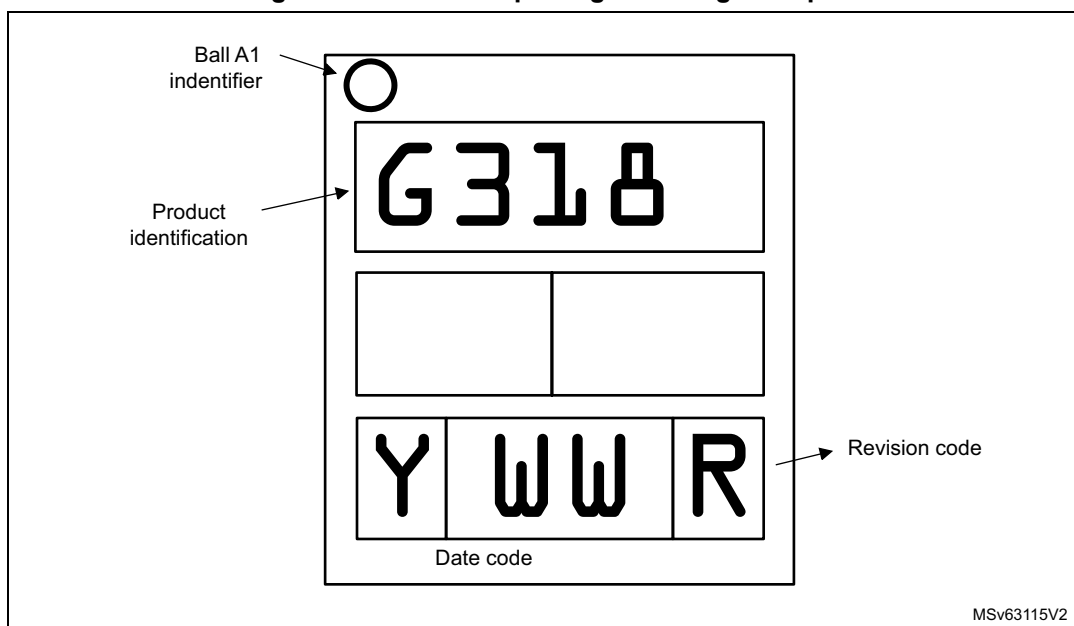 Ball A1
indentifier
G318
Product
identification
Y WW R
Revision code
Date code
MSv63115V2